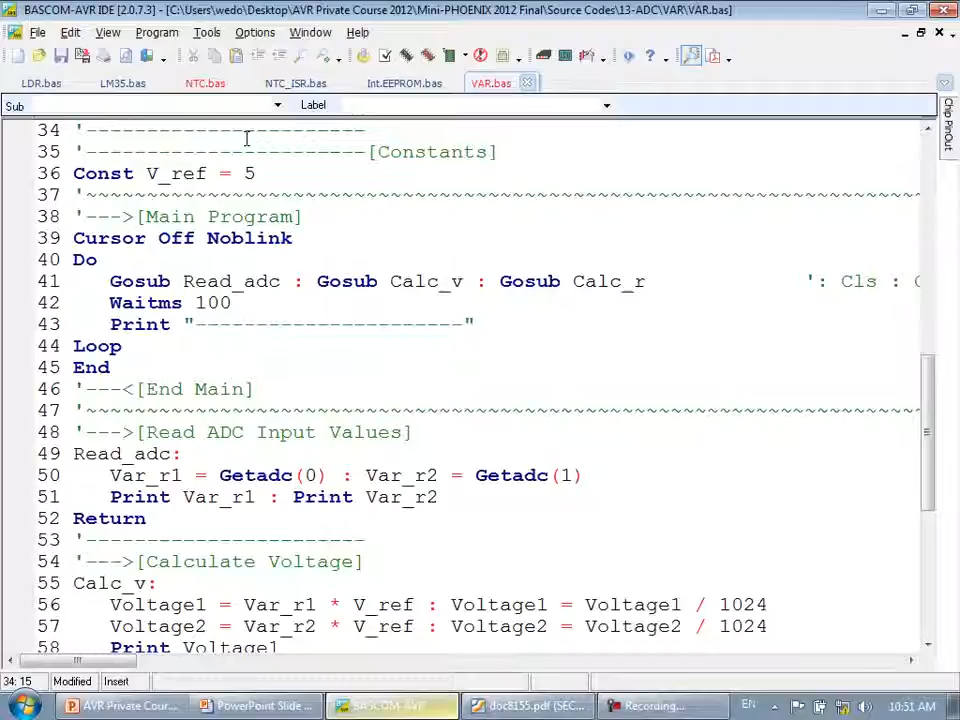 BASCOM-AVR IDE [2.0.7.3] - [C:\Users\wedo\Desktop\AVR Private Course 2012\Mini-PHOENIX 2012 Final\Source Codes\13-ADC\VAR\VAR.bas]
File Edit View Program Tools Options Window Help
LDR.bas LM35.bas NTC.bas NTC_ISR.bas Int.EEPROM.bas VAR.bas
Sub Label
Chip PinOut
34 '-----------------------
35 '-----------------------[Constants]
36 Const V_ref = 5
37 '~~~~~~~~~~~~~~~~~~~~~~~~~~~~~~~~~~~~~~~~~~~~~~~~~~~~~~~~~~~~~~~~~~~~
38 '--->[Main Program]
39 Cursor Off Noblink
40 Do
41 Gosub Read_adc : Gosub Calc_v : Gosub Calc_r ': Cls :
42 Waitms 100
43 Print "----------------------"
44 Loop
45 End
46 '---<[End Main]
47 '~~~~~~~~~~~~~~~~~~~~~~~~~~~~~~~~~~~~~~~~~~~~~~~~~~~~~~~~~~~~~~~~~~~~
48 '--->[Read ADC Input Values]
49 Read_adc:
50 Var_r1 = Getadc(0) : Var_r2 = Getadc(1)
51 Print Var_r1 : Print Var_r2
52 Return
53 '-----------------------
54 '--->[Calculate Voltage]
55 Calc_v:
56 Voltage1 = Var_r1 * V_ref : Voltage1 = Voltage1 / 1024
57 Voltage2 = Var_r2 * V_ref : Voltage2 = Voltage2 / 1024
58 Print Voltage1
34: 15 Modified Insert
AVR Private Cour... PowerPoint Slide ... BASCOM-AVR doc8155.pdf (SEC... Recording... EN 10:51 AM